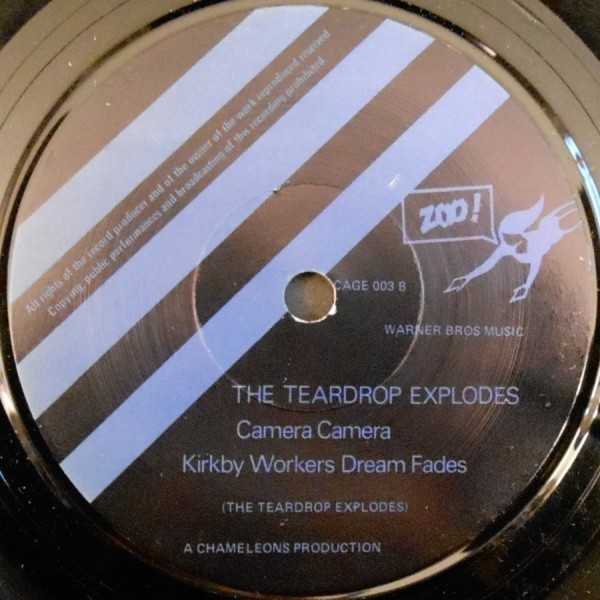 All rights of the record producer and of the owner of the work reproduced reserved
Copying, public performances and broadcasting of this recording prohibited
ZOO!
CAGE 003 B
WARNER BROS MUSIC
THE TEARDROP EXPLODES
Camera Camera
Kirkby Workers Dream Fades
(THE TEARDROP EXPLODES)
A CHAMELEONS PRODUCTION